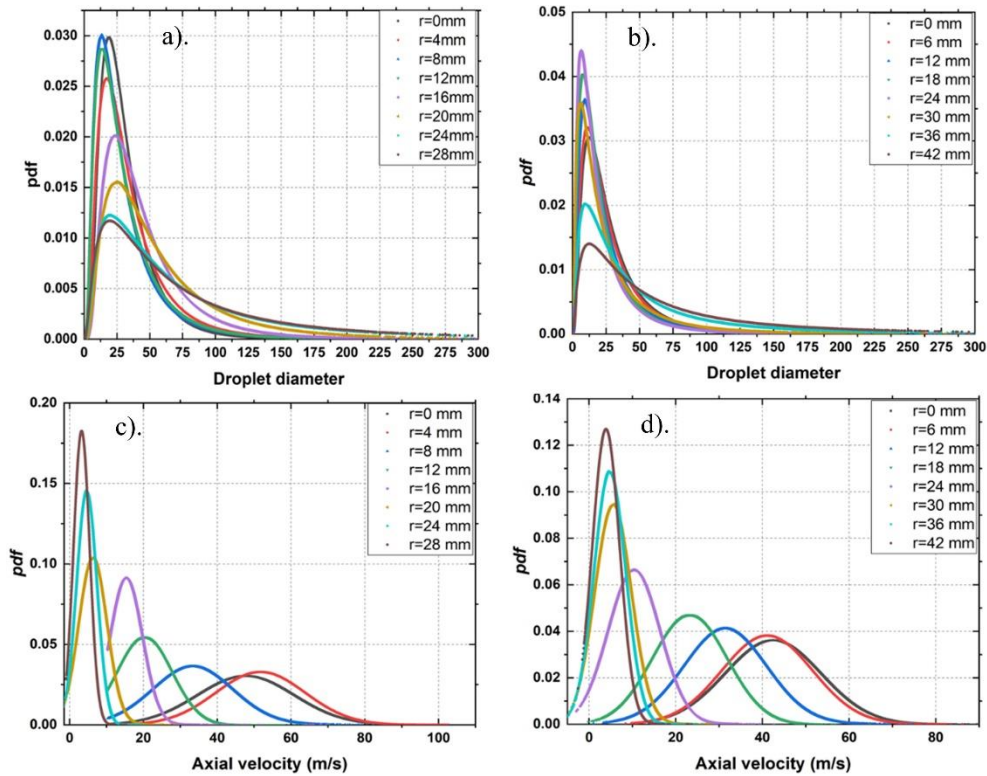 a).
pdf
0.030
0.025
0.020
0.015
0.010
0.005
0.000
0 25 50 75 100 125 150 175 200 225 250 275 300
Droplet diameter
r=0mm
r=4mm
r=8mm
r=12mm
r=16mm
r=20mm
r=24mm
r=28mm
b).
pdf
0.05
0.04
0.03
0.02
0.01
0.00
0 25 50 75 100 125 150 175 200 225 250 275 300
Droplet diameter
r=0 mm
r=6 mm
r=12 mm
r=18 mm
r=24 mm
r=30 mm
r=36 mm
r=42 mm
c).
pdf
0.20
0.15
0.10
0.05
0.00
0 20 40 60 80 100
Axial velocity (m/s)
r=0 mm
r=4 mm
r=8 mm
r=12 mm
r=16 mm
r=20 mm
r=24 mm
r=28 mm
d).
pdf
0.14
0.12
0.10
0.08
0.06
0.04
0.02
0.00
0 20 40 60 80
Axial velocity (m/s)
r=0 mm
r=6 mm
r=12 mm
r=18 mm
r=24 mm
r=30 mm
r=36 mm
r=42 mm